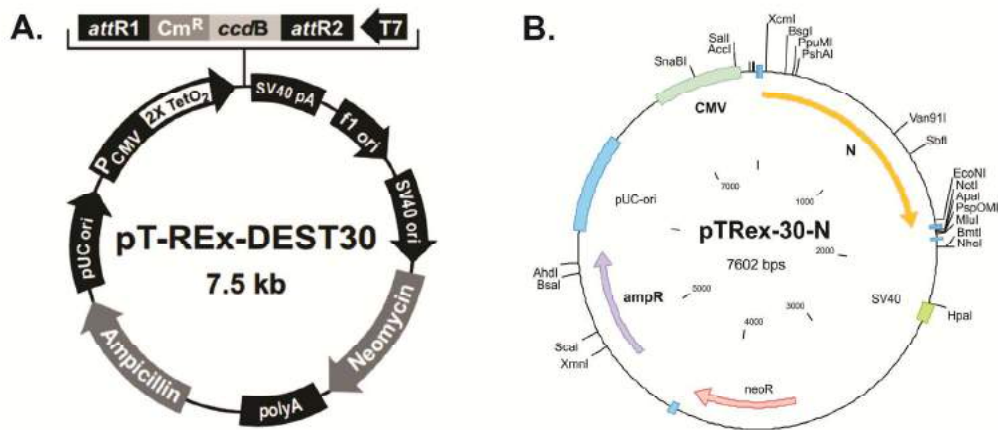 A.
attR1 CmR ccdB attR2 T7
PCMV 2X TetO2
SV40 pA
f1 ori
SV40 ori
Neomycin
polyA
Ampicillin
pUC ori
pT-REx-DEST30
7.5 kb
B.
XcmI
BsgI
PpuMI
PshAI
SalI
AccI
SnaBI
CMV
Van91I
SbfI
N
EcoNI
NotI
ApaI
PspOMI
MluI
BmtI
NheI
I
7000
1000
pUC-ori
pTRex-30-N
7602 bps
2000
3000
4000
5000
AhdI
BsaI
ampR
SV40
HpaI
ScaI
XmnI
neoR